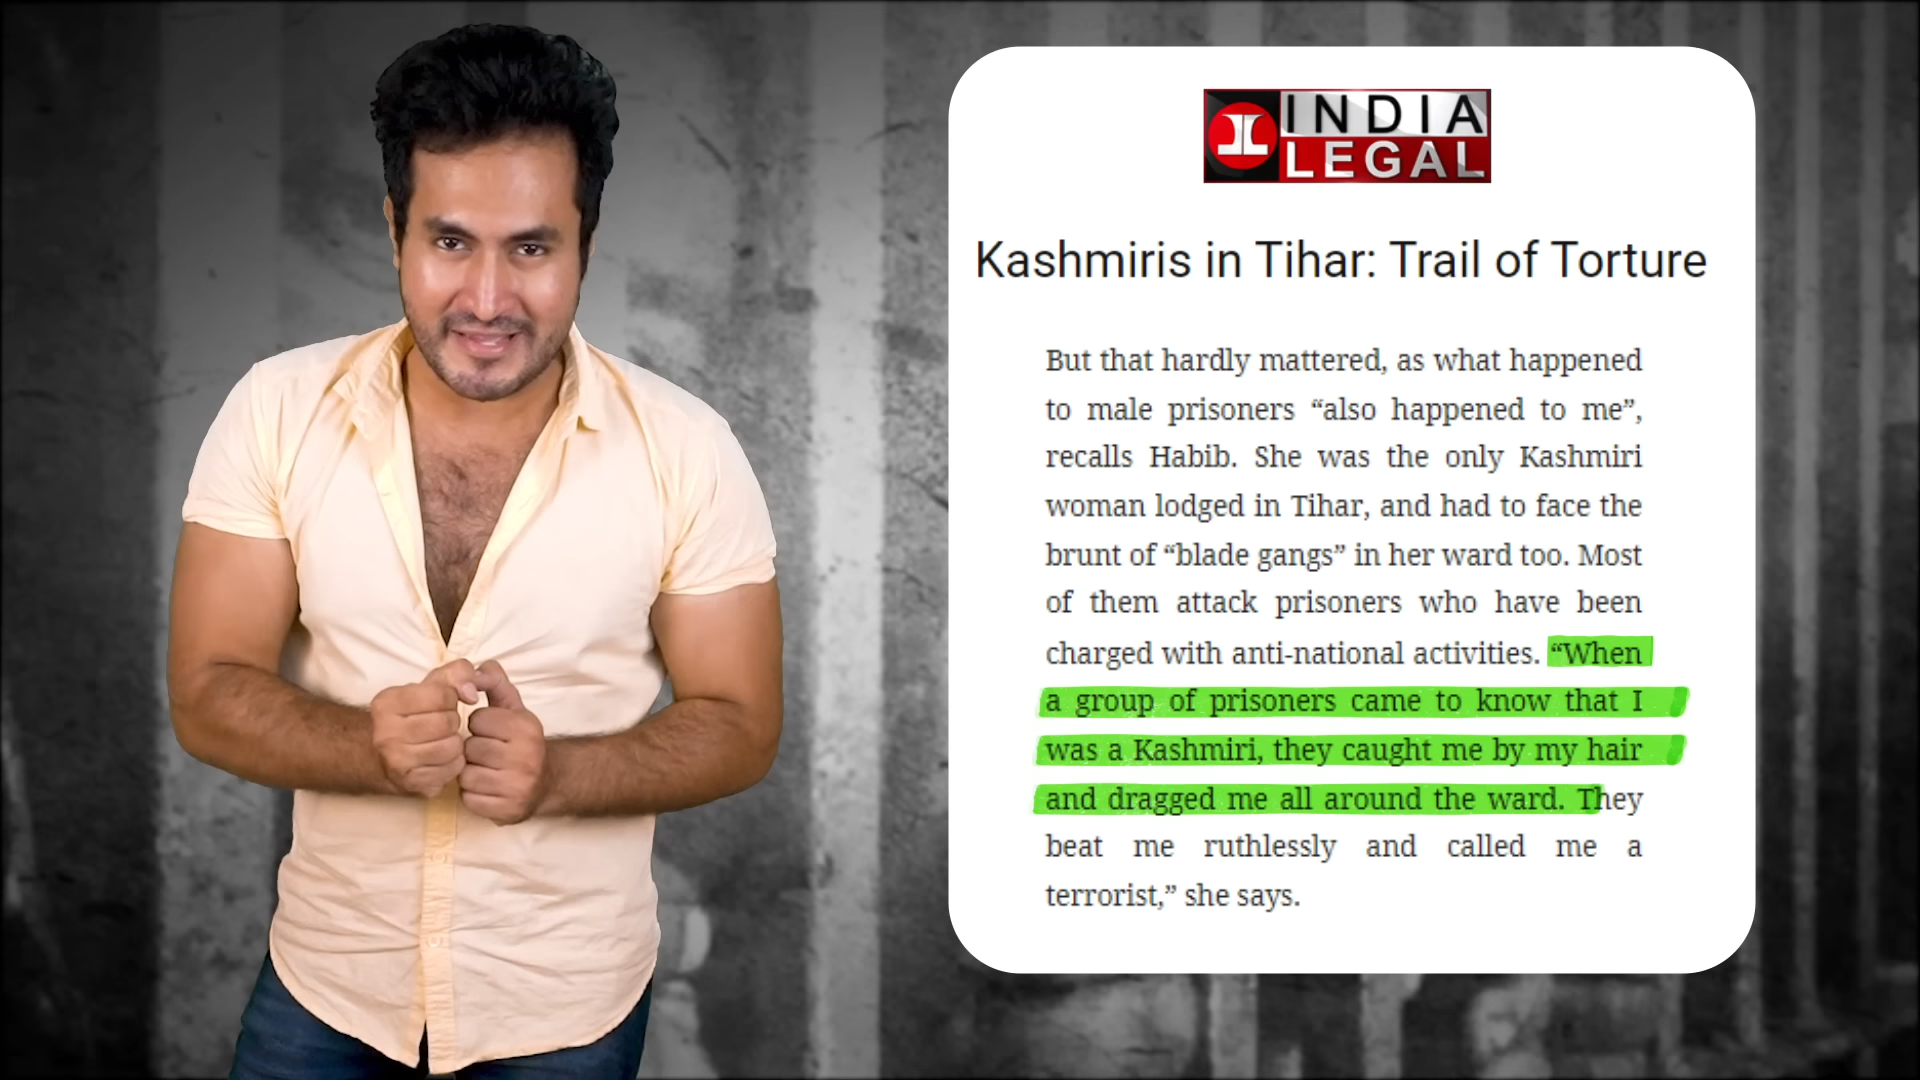 INDIA
LEGAL
Kashmiris in Tihar: Trail of Torture
But that hardly mattered, as what happened
to male prisoners “also happened to me”,
recalls Habib. She was the only Kashmiri
woman lodged in Tihar, and had to face the
brunt of “blade gangs” in her ward too. Most
of them attack prisoners who have been
charged with anti-national activities. “When
a group of prisoners came to know that I
was a Kashmiri, they caught me by my hair
and dragged me all around the ward. They
beat me ruthlessly and called me a
terrorist,” she says.